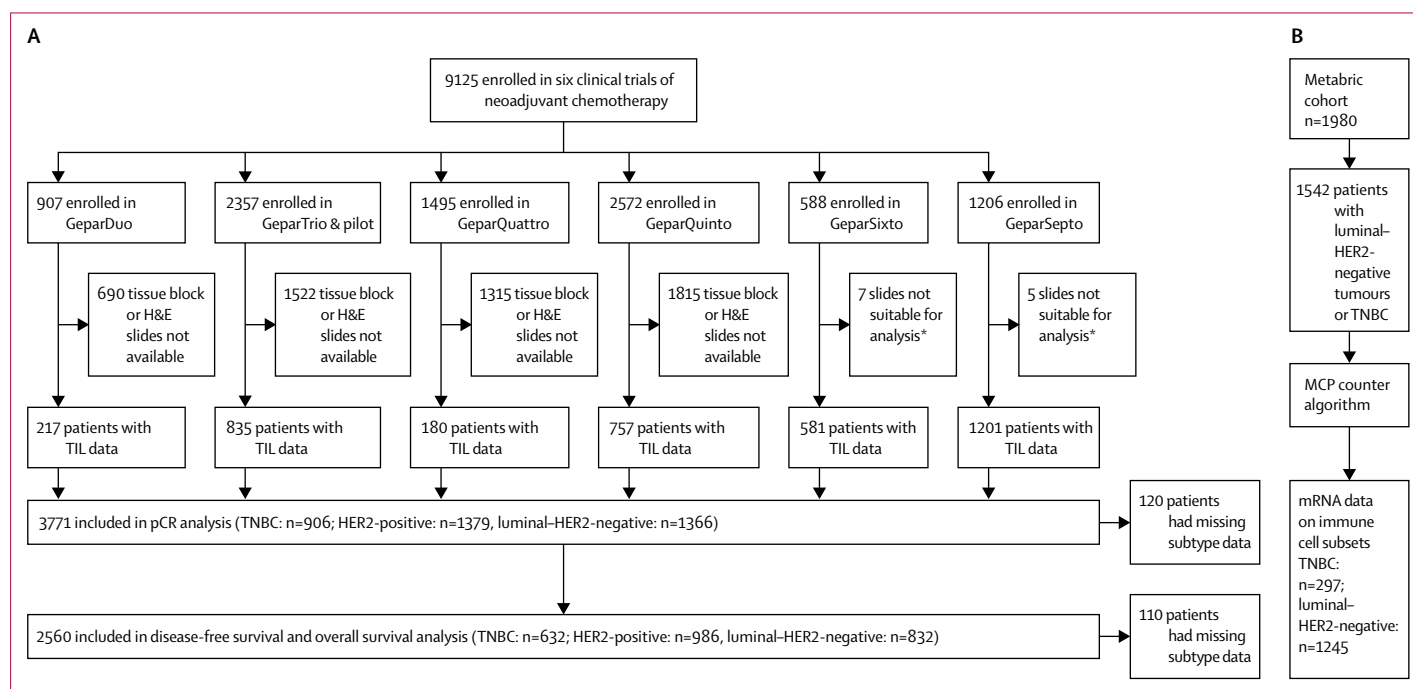 A
9125 enrolled in six clinical trials of
neoadjuvant chemotherapy
907 enrolled in
GeparDuo
2357 enrolled in
GeparTrio & pilot
1495 enrolled in
GeparQuattro
2572 enrolled in
GeparQuinto
588 enrolled in
GeparSixto
1206 enrolled in
GeparSepto
690 tissue block
or H&E
slides not
available
1522 tissue block
or H&E
slides not
available
1315 tissue block
or H&E
slides not
available
1815 tissue block
or H&E
slides not
available
7 slides not
suitable for
analysis*
5 slides not
suitable for
analysis*
217 patients with
TIL data
835 patients with
TIL data
180 patients with
TIL data
757 patients with
TIL data
581 patients with
TIL data
1201 patients with
TIL data
3771 included in pCR analysis (TNBC: n=906; HER2-positive: n=1379, luminal–HER2-negative: n=1366)
120 patients
had missing
subtype data
2560 included in disease-free survival and overall survival analysis (TNBC: n=632; HER2-positive: n=986, luminal–HER2-negative: n=832)
110 patients
had missing
subtype data
B
Metabric
cohort
n=1980
1542 patients
with
luminal–
HER2-
negative
tumours
or TNBC
MCP counter
algorithm
mRNA data
on immune
cell subsets
TNBC:
n=297;
luminal–
HER2-negative:
n=1245